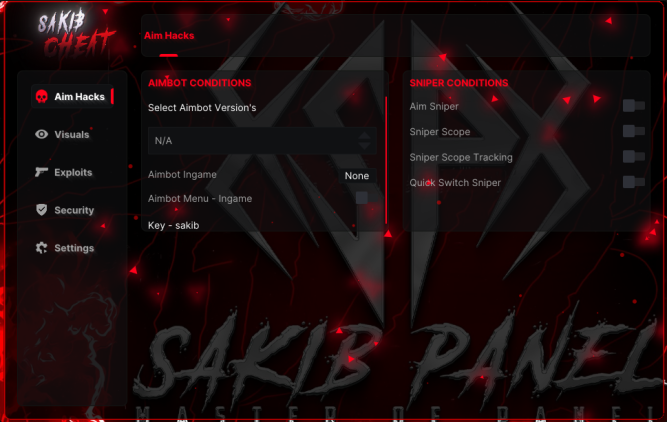 SAKIB
CHEAT
Aim Hacks
Aim Hacks
Visuals
Exploits
Security
Settings
AIMBOT CONDITIONS
Select Aimbot Version's
N/A
Aimbot Ingame None
Aimbot Menu - Ingame
Key - sakib
SNIPER CONDITIONS
Aim Sniper
Sniper Scope
Sniper Scope Tracking
Quick Switch Sniper
SAKIB PANEL
MASTER OF PANEL